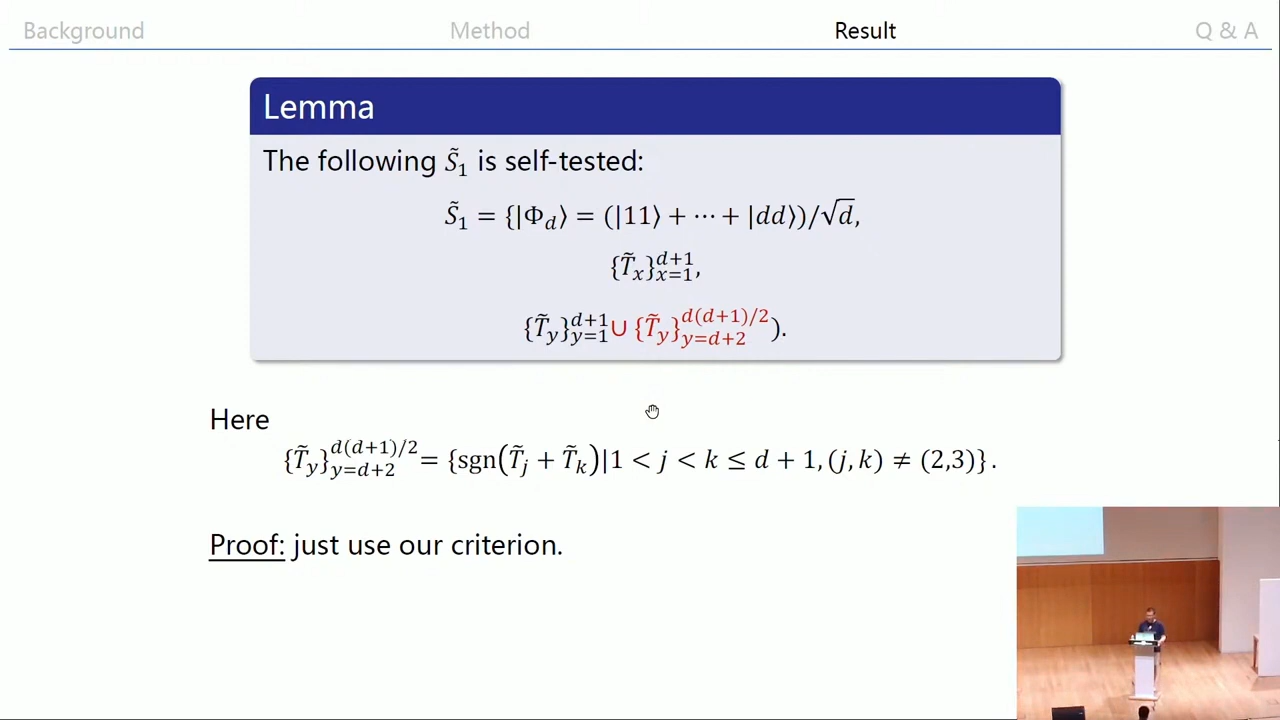 Background Method Result Q & A
Lemma
The following S̃₁ is self-tested:
S̃₁ = {|Φ_d⟩ = (|11⟩ + ⋯ + |dd⟩)/√d,
{T̃_x}_{x=1}^{d+1},
{T̃_y}_{y=1}^{d+1} ∪ {T̃_y}_{y=d+2}^{d(d+1)/2}).
Here
{T̃_y}_{y=d+2}^{d(d+1)/2} = {sgn(T̃_j + T̃_k)|1 < j < k ≤ d + 1, (j, k) ≠ (2,3)}.
Proof: just use our criterion.